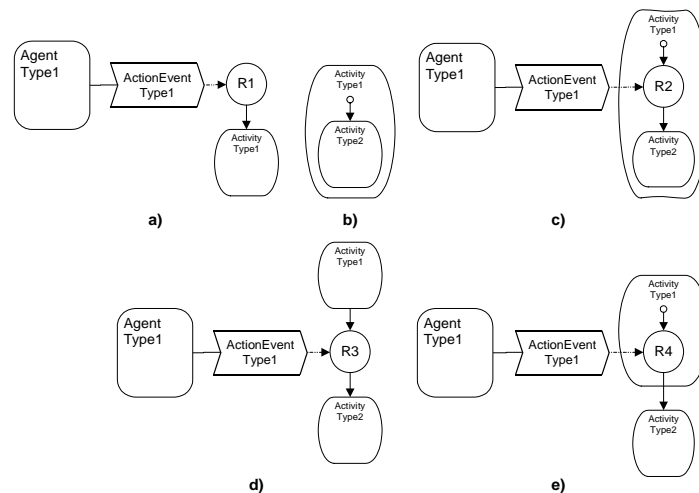 Agent
Type1
ActionEvent
Type1
R1
Activity
Type1
a)
Activity
Type1
Activity
Type2
b)
Agent
Type1
ActionEvent
Type1
Activity
Type1
R2
Activity
Type2
c)
Agent
Type1
ActionEvent
Type1
Activity
Type1
R3
Activity
Type2
d)
Agent
Type1
ActionEvent
Type1
Activity
Type1
R4
Activity
Type2
e)